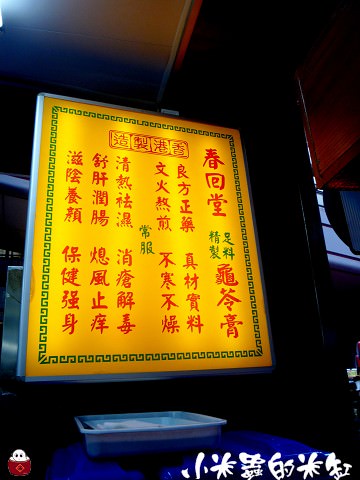 香港製造
春回堂 足料精製 龜苓膏
良方正藥 真材實料
文火熬煎 不寒不燥
常服
清熱祛濕 消瘡解毒
舒肝潤腸 熄風止痒
滋陰養顏 保健強身
小米蟲的米缸